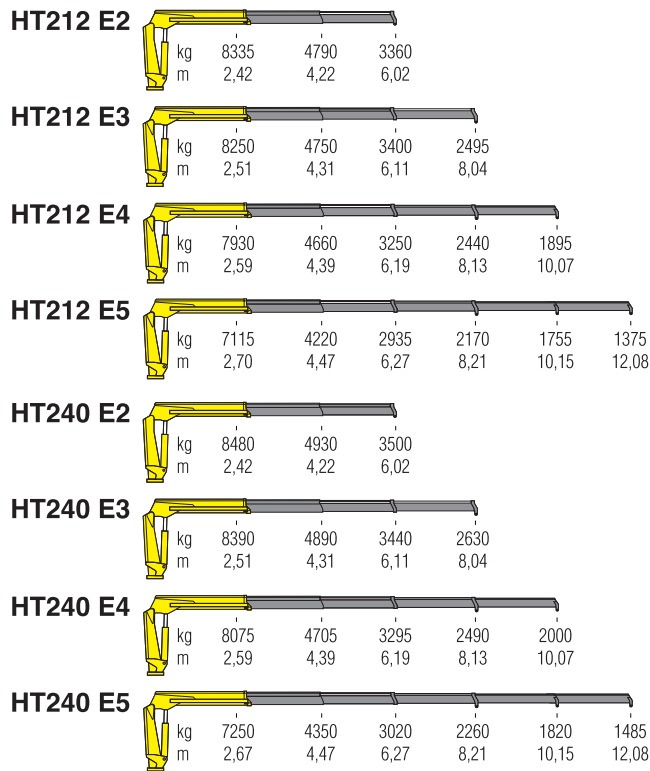 HT212 E2
kg 8335 4790 3360
m 2,42 4,22 6,02
HT212 E3
kg 8250 4750 3400 2495
m 2,51 4,31 6,11 8,04
HT212 E4
kg 7930 4660 3250 2440 1895
m 2,59 4,39 6,19 8,13 10,07
HT212 E5
kg 7115 4220 2935 2170 1755 1375
m 2,70 4,47 6,27 8,21 10,15 12,08
HT240 E2
kg 8480 4930 3500
m 2,42 4,22 6,02
HT240 E3
kg 8390 4890 3440 2630
m 2,51 4,31 6,11 8,04
HT240 E4
kg 8075 4705 3295 2490 2000
m 2,59 4,39 6,19 8,13 10,07
HT240 E5
kg 7250 4350 3020 2260 1820 1485
m 2,67 4,47 6,27 8,21 10,15 12,08